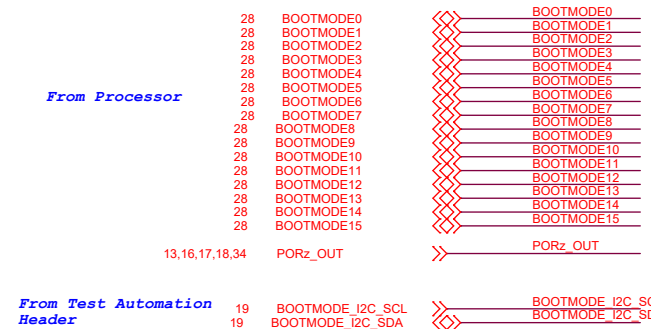 28 BOOTMODE0 BOOTMODE0
28 BOOTMODE1 BOOTMODE1
28 BOOTMODE2 BOOTMODE2
28 BOOTMODE3 BOOTMODE3
28 BOOTMODE4 BOOTMODE4
28 BOOTMODE5 BOOTMODE5
From Processor 28 BOOTMODE6 BOOTMODE6
28 BOOTMODE7 BOOTMODE7
28 BOOTMODE8 BOOTMODE8
28 BOOTMODE9 BOOTMODE9
28 BOOTMODE10 BOOTMODE10
28 BOOTMODE11 BOOTMODE11
28 BOOTMODE12 BOOTMODE12
28 BOOTMODE13 BOOTMODE13
28 BOOTMODE14 BOOTMODE14
28 BOOTMODE15 BOOTMODE15
13,16,17,18,34 PORz_OUT PORz_OUT
From Test Automation 19 BOOTMODE_I2C_SCL BOOTMODE_I2C_SC
Header 19 BOOTMODE_I2C_SDA BOOTMODE_I2C_SD